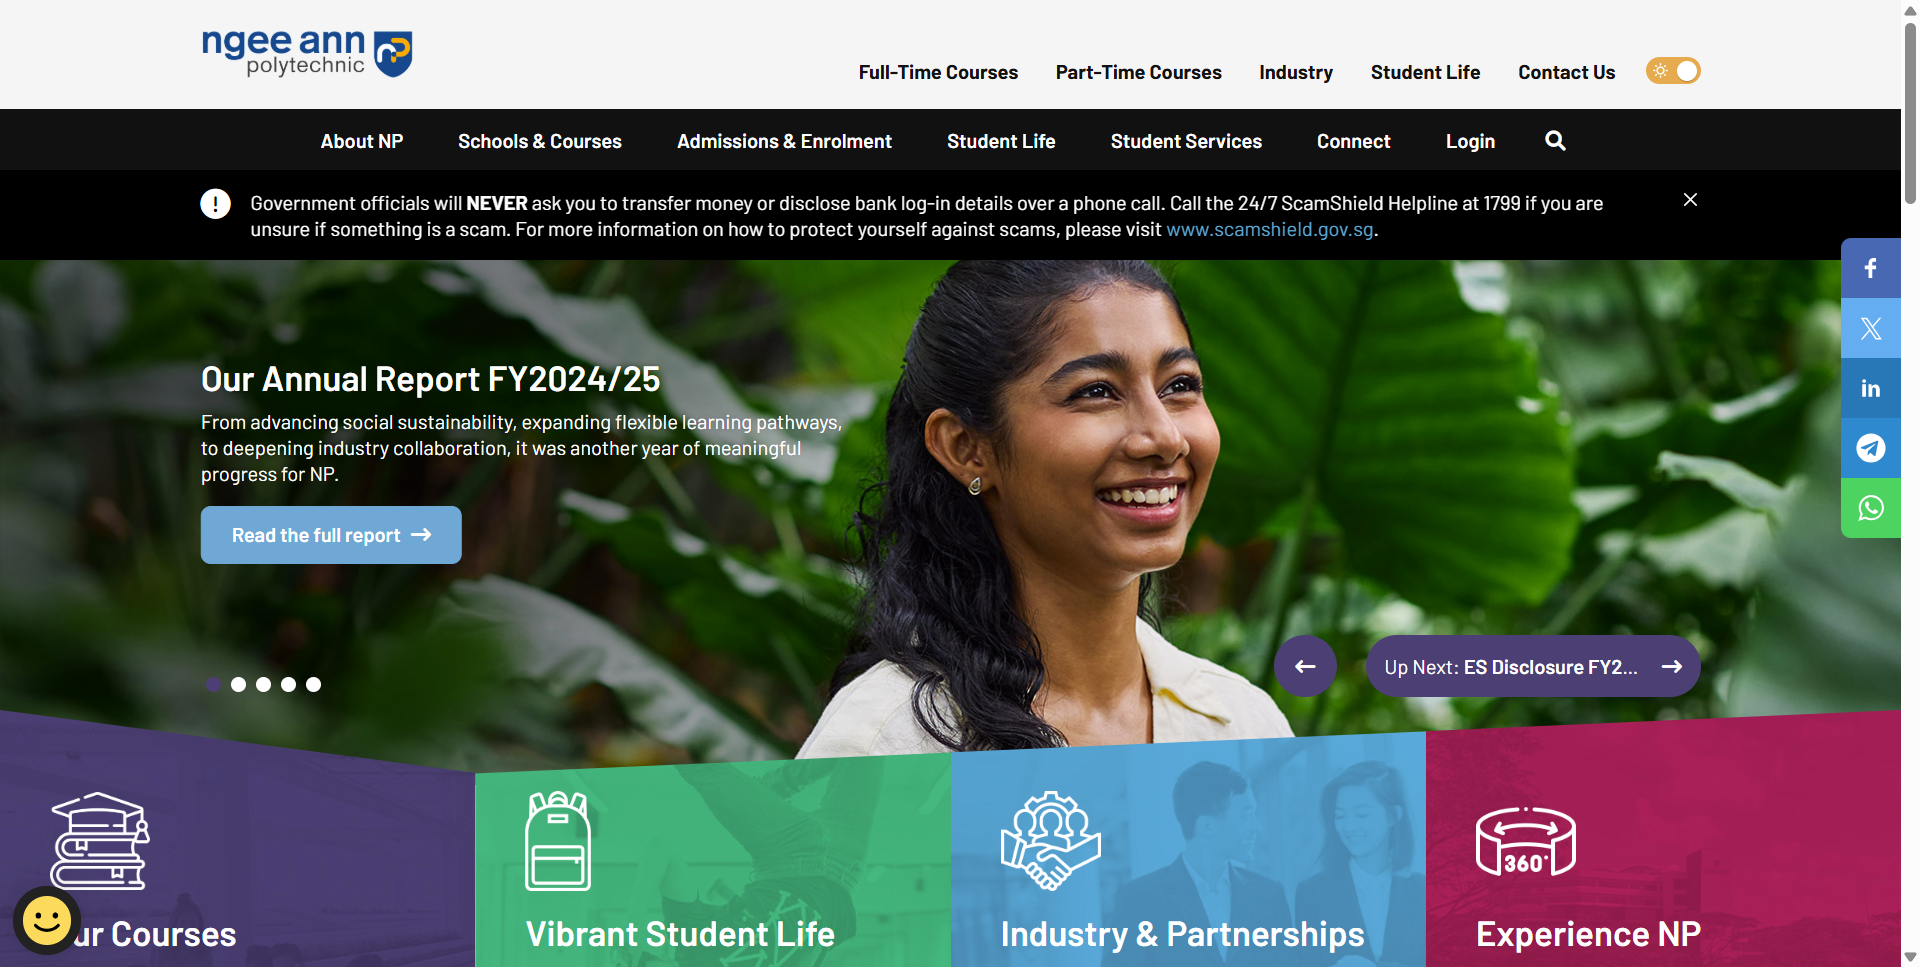 ngee ann
polytechnic
Full-Time Courses Part-Time Courses Industry Student Life Contact Us
About NP Schools & Courses Admissions & Enrolment Student Life Student Services Connect Login
Government officials will NEVER ask you to transfer money or disclose bank log-in details over a phone call. Call the 24/7 ScamShield Helpline at 1799 if you are
unsure if something is a scam. For more information on how to protect yourself against scams, please visit www.scamshield.gov.sg.
Our Annual Report FY2024/25
From advancing social sustainability, expanding flexible learning pathways,
to deepening industry collaboration, it was another year of meaningful
progress for NP.
Read the full report
Up Next: ES Disclosure FY2...
360°
ur Courses
Vibrant Student Life
Industry & Partnerships
Experience NP